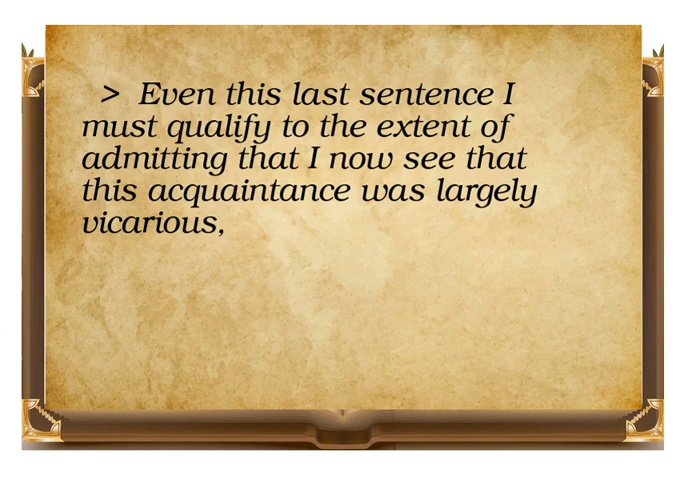 > Even this last sentence I
must qualify to the extent of
admitting that I now see that
this acquaintance was largely
vicarious,